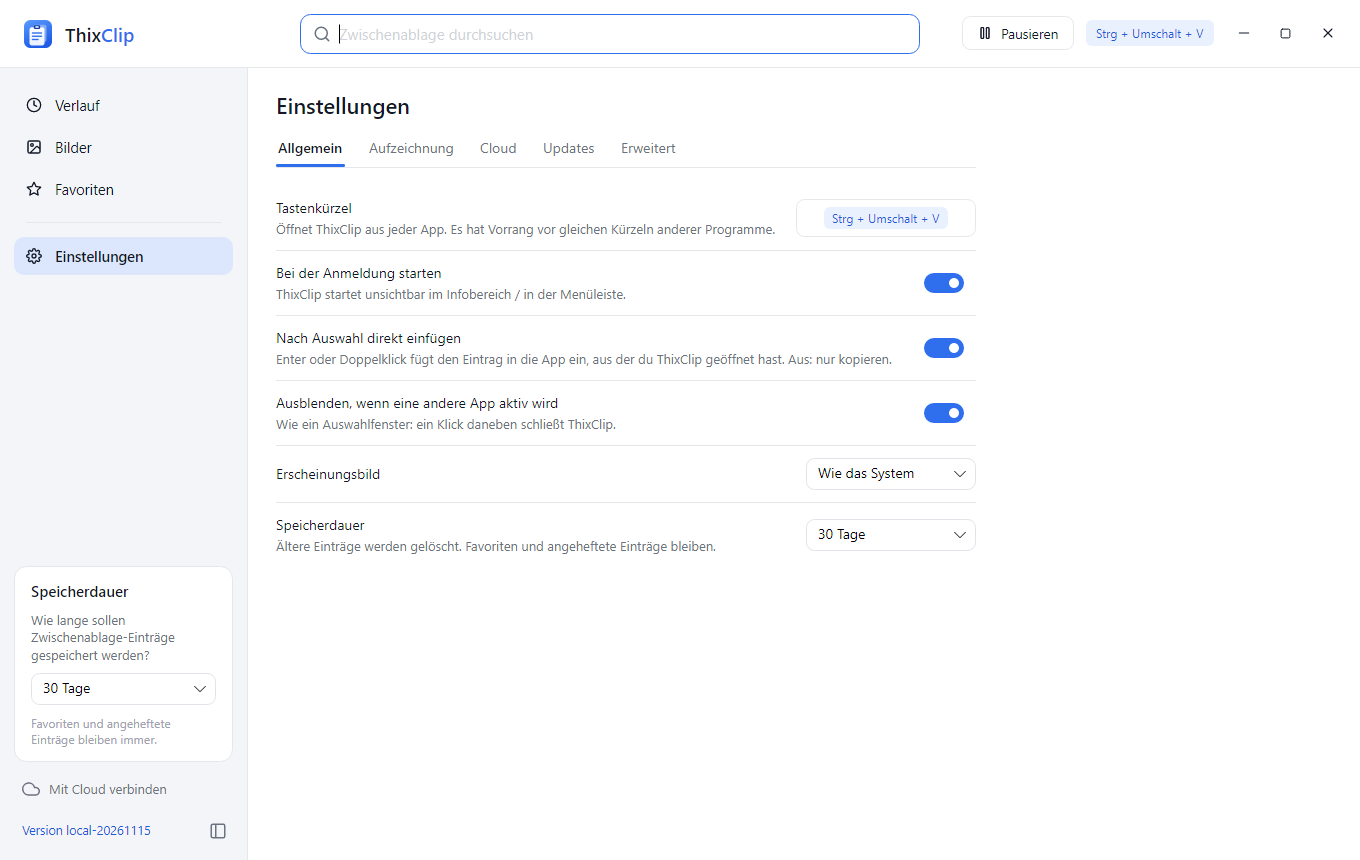 ThixClip
Zwischenablage durchsuchen
Pausieren
Strg + Umschalt + V
Verlauf
Bilder
Favoriten
Einstellungen
Speicherdauer
Wie lange sollen
Zwischenablage-Einträge
gespeichert werden?
30 Tage
Favoriten und angeheftete
Einträge bleiben immer.
Mit Cloud verbinden
Version local-20261115
Einstellungen
Allgemein
Aufzeichnung
Cloud
Updates
Erweitert
Tastenkürzel
Öffnet ThixClip aus jeder App. Es hat Vorrang vor gleichen Kürzeln anderer Programme.
Strg + Umschalt + V
Bei der Anmeldung starten
ThixClip startet unsichtbar im Infobereich / in der Menüleiste.
Nach Auswahl direkt einfügen
Enter oder Doppelklick fügt den Eintrag in die App ein, aus der du ThixClip geöffnet hast. Aus: nur kopieren.
Ausblenden, wenn eine andere App aktiv wird
Wie ein Auswahlfenster: ein Klick daneben schließt ThixClip.
Erscheinungsbild
Wie das System
Speicherdauer
Ältere Einträge werden gelöscht. Favoriten und angeheftete Einträge bleiben.
30 Tage